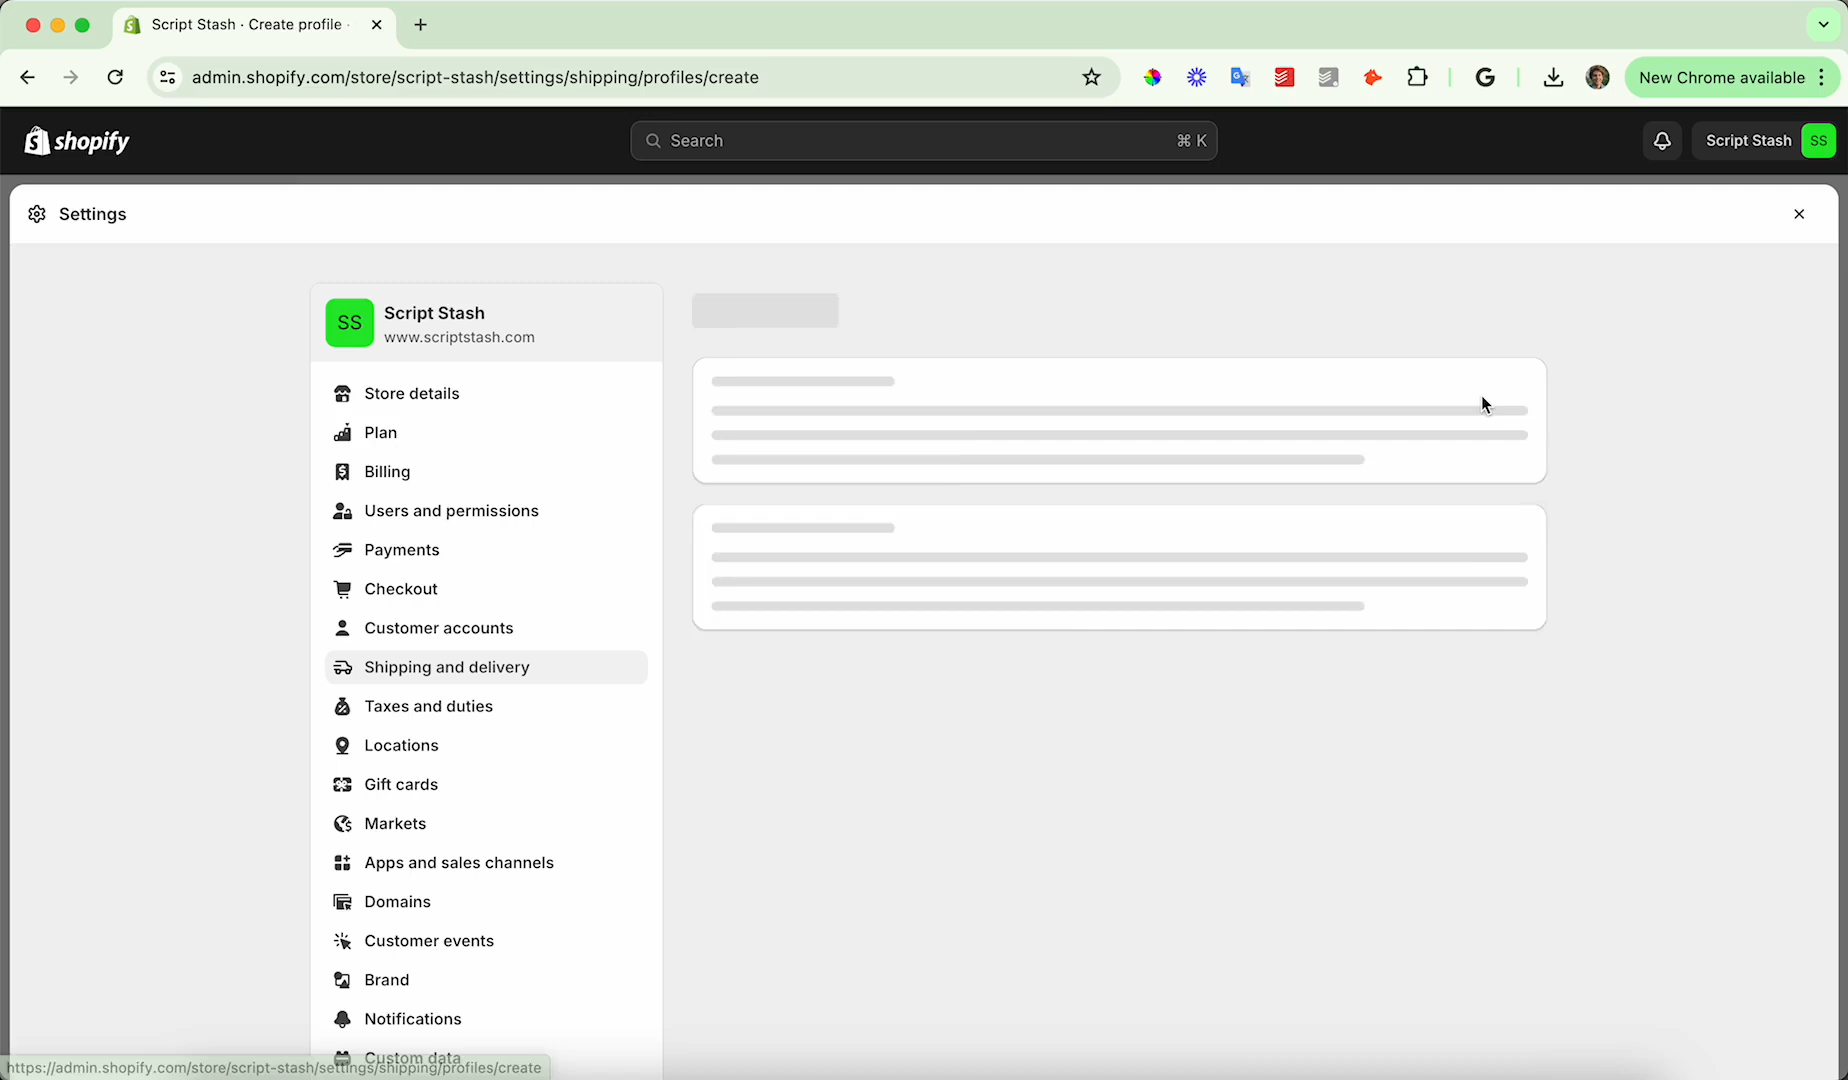 Script Stash · Create profile ·
admin.shopify.com/store/script-stash/settings/shipping/profiles/create
New Chrome available
shopify
Search
⌘ K
Script Stash
SS
Settings
SS
Script Stash
www.scriptstash.com
Store details
Plan
Billing
Users and permissions
Payments
Checkout
Customer accounts
Shipping and delivery
Taxes and duties
Locations
Gift cards
Markets
Apps and sales channels
Domains
Customer events
Brand
Notifications
Custom data
https://admin.shopify.com/store/script-stash/settings/shipping/profiles/create